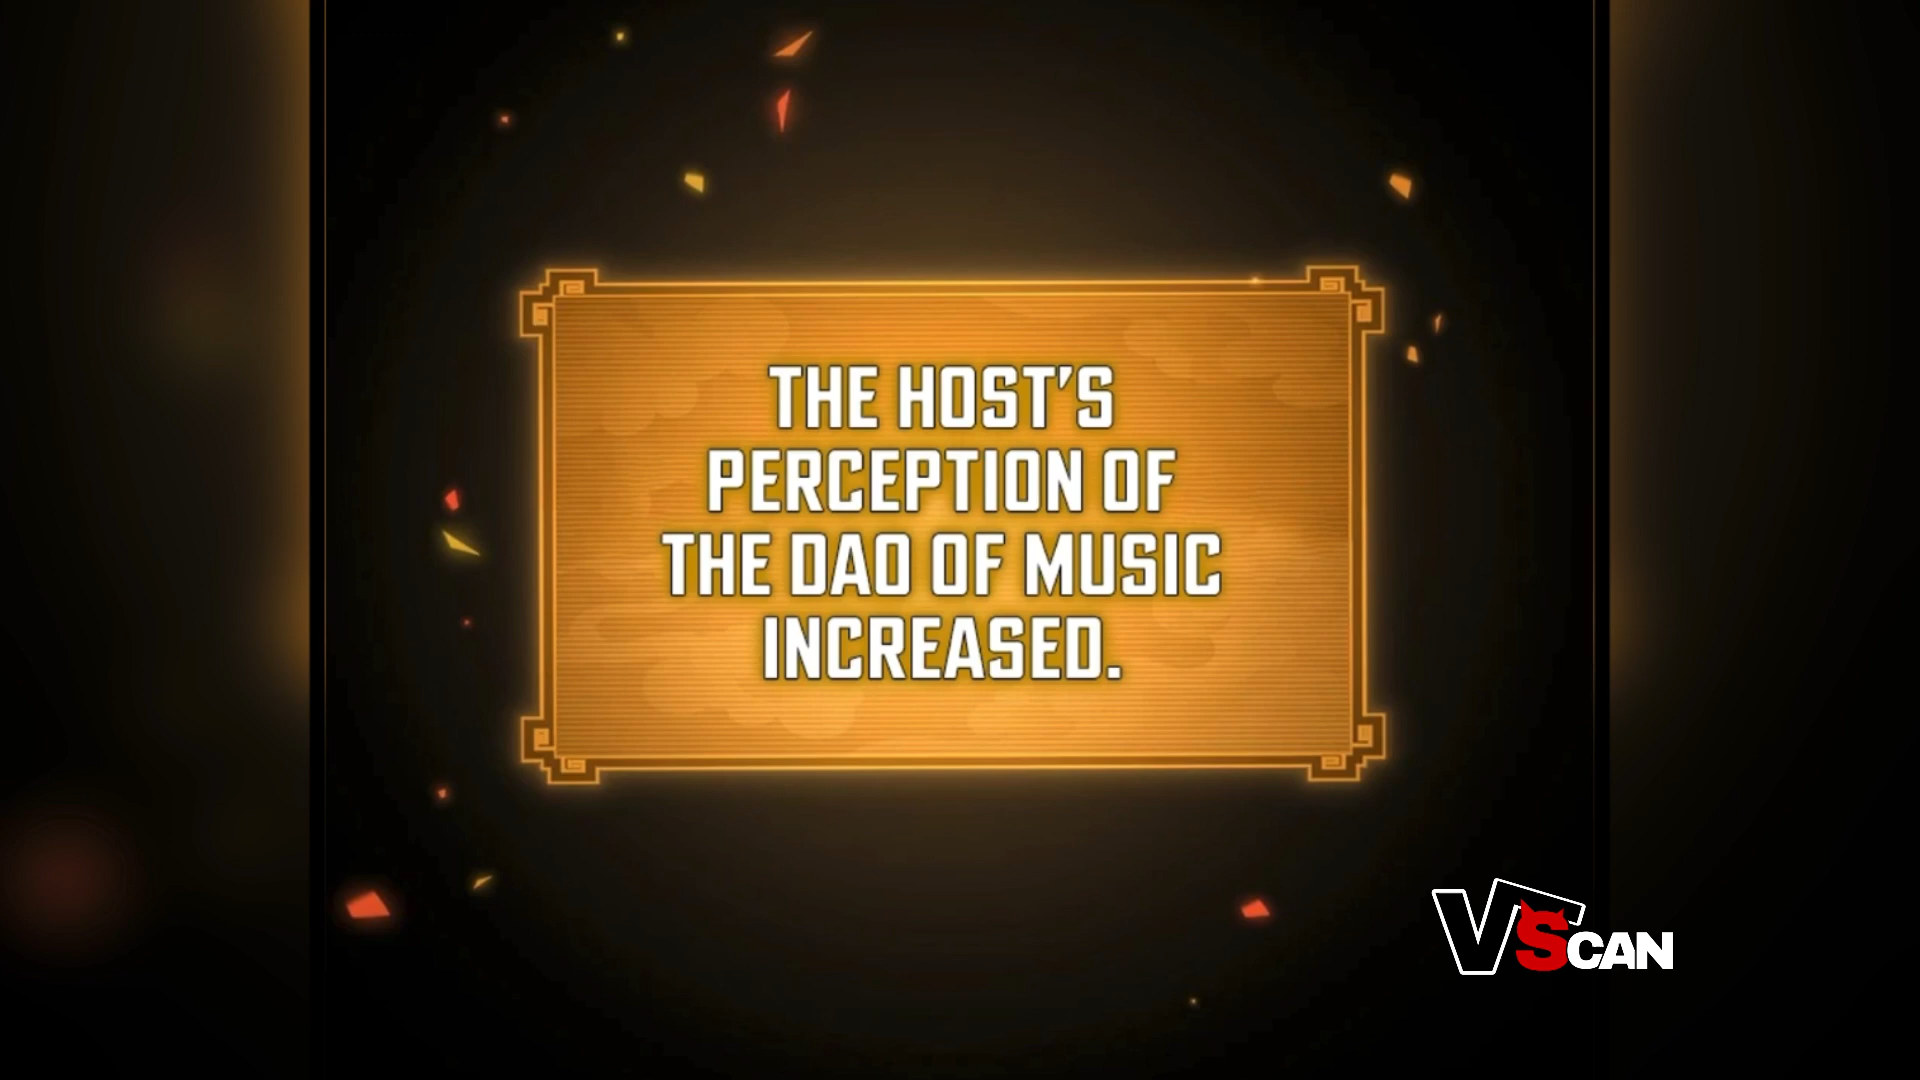 THE HOST'S
PERCEPTION OF
THE DAO OF MUSIC
INCREASED.
VSCAN